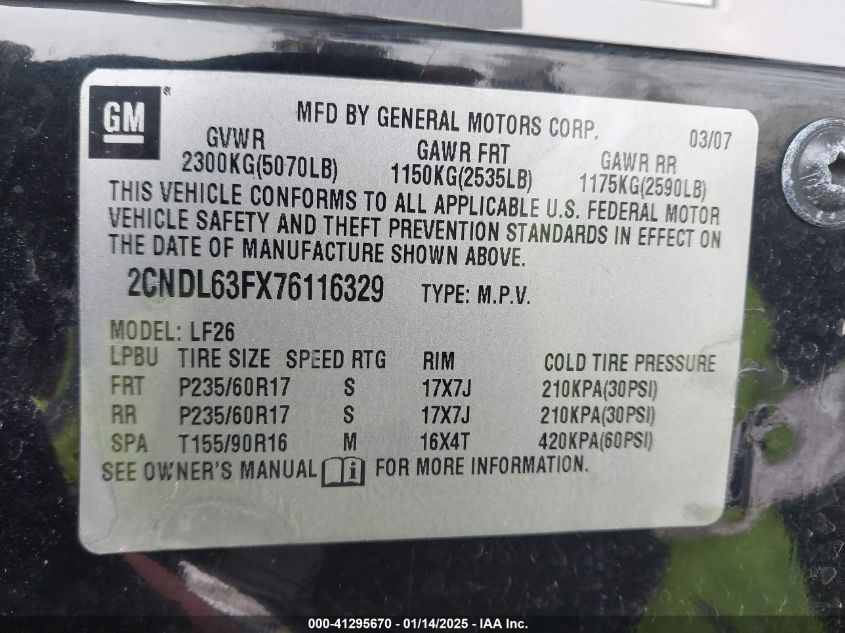 GM®
MFD BY GENERAL MOTORS CORP. 03/07
GVWR GAWR FRT GAWR RR
2300KG(5070LB) 1150KG(2535LB) 1175KG(2590LB)
THIS VEHICLE CONFORMS TO ALL APPLICABLE U.S. FEDERAL MOTOR
VEHICLE SAFETY AND THEFT PREVENTION STANDARDS IN EFFECT ON
THE DATE OF MANUFACTURE SHOWN ABOVE.
2CNDL63FX76116329 TYPE: M.P.V.
MODEL: LF26
LPBU TIRE SIZE SPEED RTG RIM COLD TIRE PRESSURE
FRT P235/60R17 S 17X7J 210KPA(30PSI)
RR P235/60R17 S 17X7J 210KPA(30PSI)
SPA T155/90R16 M 16X4T 420KPA(60PSI)
SEE OWNER'S MANUAL i FOR MORE INFORMATION.
000-41295670 - 01/14/2025 - IAA Inc.